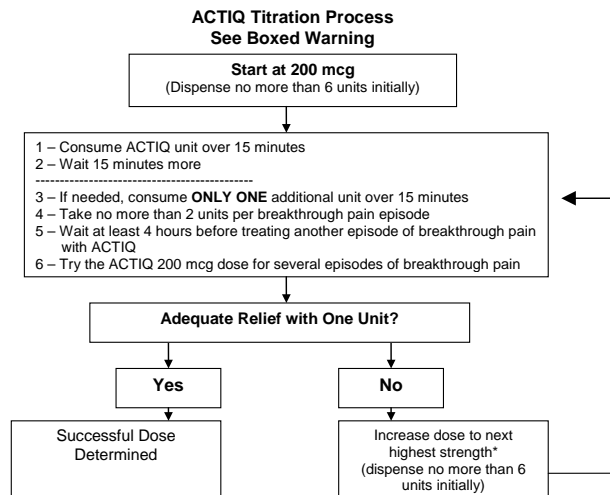 ACTIQ Titration Process
See Boxed Warning
Start at 200 mcg
(Dispense no more than 6 units initially)
1 – Consume ACTIQ unit over 15 minutes
2 – Wait 15 minutes more
---------------------------------------------
3 – If needed, consume ONLY ONE additional unit over 15 minutes
4 – Take no more than 2 units per breakthrough pain episode
5 – Wait at least 4 hours before treating another episode of breakthrough pain
with ACTIQ
6 – Try the ACTIQ 200 mcg dose for several episodes of breakthrough pain
Adequate Relief with One Unit?
Yes
No
Successful Dose
Determined
Increase dose to next
highest strength*
(dispense no more than 6
units initially)